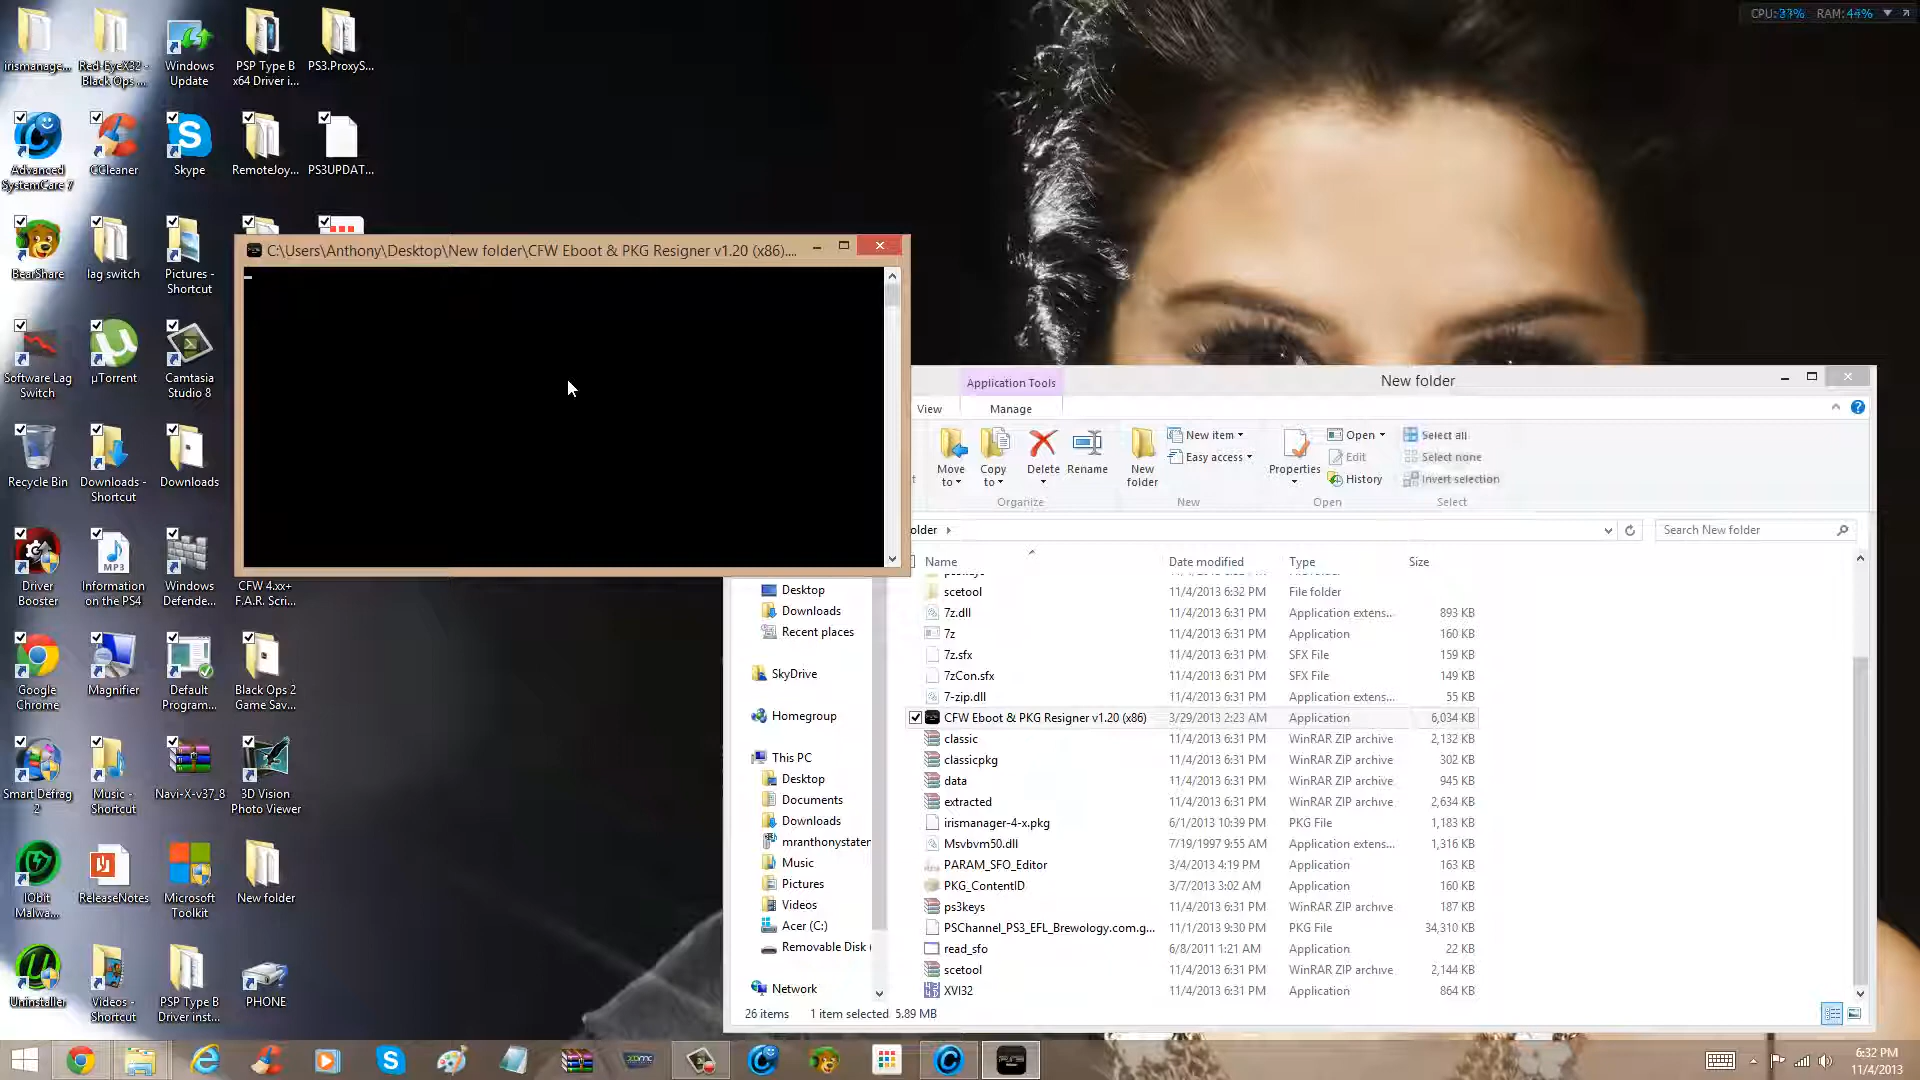 CPU:37% RAM:44%
irismanage...
Red-EyeX32 - Black Ops ...
Windows Update
PSP Type B x64 Driver i...
PS3.ProxyS...
Advanced SystemCare 7
CCleaner
Skype
RemoteJoy...
PS3UPDAT...
BearShare
lag switch
Pictures - Shortcut
C:\Users\Anthony\Desktop\New folder\CFW Eboot & PKG Resigner v1.20 (x86)....
Software Lag Switch
µTorrent
Camtasia Studio 8
Recycle Bin
Downloads - Shortcut
Downloads
Driver Booster
Information on the PS4
Windows Defende...
CFW 4.xx+ F.A.R. Scri...
Google Chrome
Magnifier
Default Program...
Black Ops 2 Game Sav...
Smart Defrag 2
Music - Shortcut
Navi-X-v37_8
3D Vision Photo Viewer
IObit Malwa...
ReleaseNotes
Microsoft Toolkit
New folder
Uninstaller
Videos - Shortcut
PSP Type B Driver inst...
PHONE
Application Tools
New folder
View
Manage
Move to
Copy to
Delete
Rename
New folder
New item
Easy access
Properties
Open
Edit
History
Select all
Select none
Invert selection
Organize
New
Open
Select
older
Search New folder
Name Date modified Type Size
scetool 11/4/2013 6:32 PM File folder
7z.dll 11/4/2013 6:31 PM Application extens... 893 KB
7z 11/4/2013 6:31 PM Application 160 KB
7z.sfx 11/4/2013 6:31 PM SFX File 159 KB
7zCon.sfx 11/4/2013 6:31 PM SFX File 149 KB
7-zip.dll 11/4/2013 6:31 PM Application extens... 55 KB
CFW Eboot & PKG Resigner v1.20 (x86) 3/29/2013 2:23 AM Application 6,034 KB
classic 11/4/2013 6:31 PM WinRAR ZIP archive 2,132 KB
classicpkg 11/4/2013 6:31 PM WinRAR ZIP archive 302 KB
data 11/4/2013 6:31 PM WinRAR ZIP archive 945 KB
extracted 11/4/2013 6:31 PM WinRAR ZIP archive 2,634 KB
irismanager-4-x.pkg 6/1/2013 10:39 PM PKG File 1,183 KB
Msvbvm50.dll 7/19/1997 9:55 AM Application extens... 1,316 KB
PARAM_SFO_Editor 3/4/2013 4:19 PM Application 163 KB
PKG_ContentID 3/7/2013 3:02 AM Application 160 KB
ps3keys 11/4/2013 6:31 PM WinRAR ZIP archive 187 KB
PSChannel_PS3_EFL_Brewology.com.g... 11/1/2013 9:30 PM PKG File 34,310 KB
read_sfo 6/8/2011 1:21 AM Application 22 KB
scetool 11/4/2013 6:31 PM WinRAR ZIP archive 2,144 KB
XVI32 11/4/2013 6:31 PM Application 864 KB
Desktop
Downloads
Recent places
SkyDrive
Homegroup
This PC
Desktop
Documents
Downloads
mranthonystaten
Music
Pictures
Videos
Acer (C:)
Removable Disk (
Network
26 items 1 item selected 5.89 MB
6:32 PM
11/4/2013